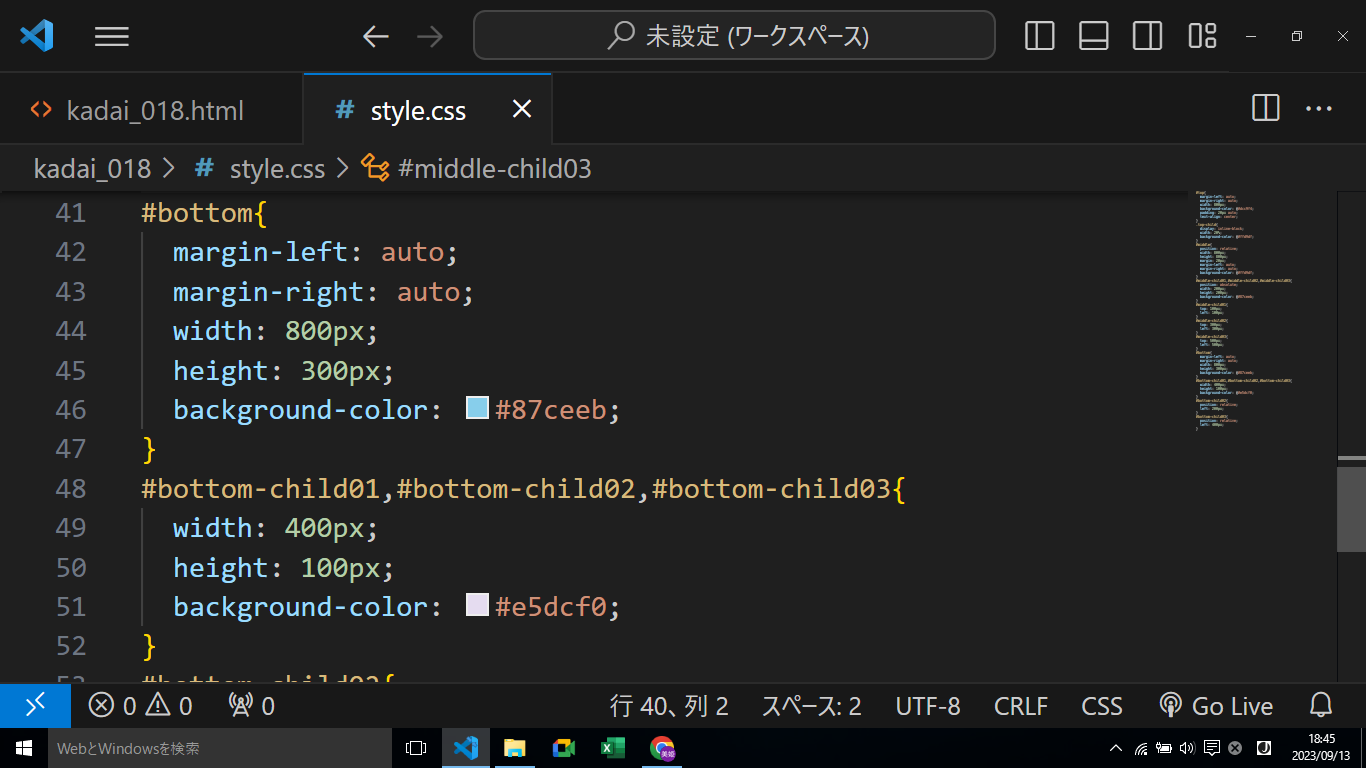 未設定 (ワークスペース)
kadai_018.html
# style.css
kadai_018 > # style.css > #middle-child03
41 #bottom{
42 margin-left: auto;
43 margin-right: auto;
44 width: 800px;
45 height: 300px;
46 background-color: #87ceeb;
47 }
48 #bottom-child01,#bottom-child02,#bottom-child03{
49 width: 400px;
50 height: 100px;
51 background-color: #e5dcf0;
52 }
0 0 0 行 40、列 2 スペース: 2 UTF-8 CRLF CSS Go Live
WebとWindowsを検索
18:45
2023/09/13